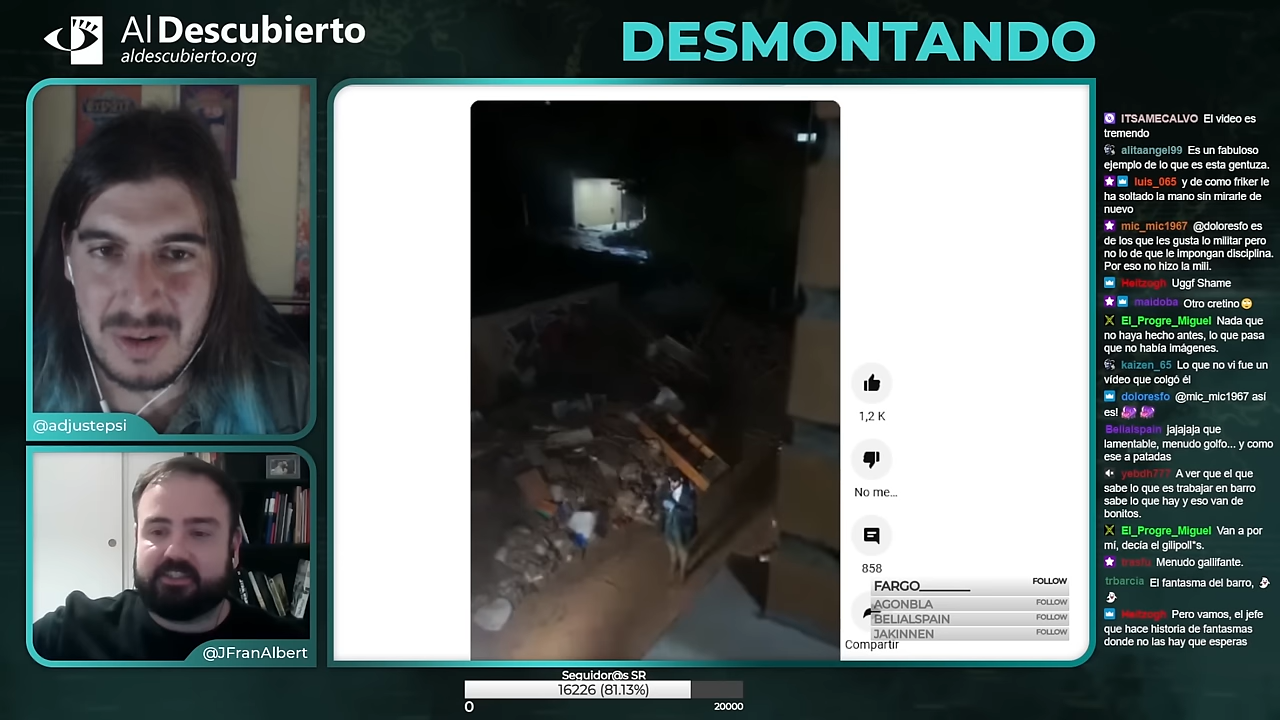 Al Descubierto
aldescubierto.org
DESMONTANDO
@adjustepsi
@JFranAlbert
1,2 K
No me...
858
Compartir
FARGO_______ FOLLOW
AGONBLA FOLLOW
BELIALSPAIN FOLLOW
JAKINNEN FOLLOW
Seguidor@s SR
16226 (81.13%)
0 20000
ITSAMECALVO El video es
tremendo
alitaangel99 Es un fabuloso
ejemplo de lo que es esta gentuza.
luis_065 y de como friker le
ha soltado la mano sin mirarle de
nuevo
mic_mic1967 @doloresfo es
de los que les gusta lo militar pero
no lo de que le impongan disciplina.
Por eso no hizo la mili.
Heitzogh Uggf Shame
maidoba Otro cretino
El_Progre_Miguel Nada que
no haya hecho antes, lo que pasa
que no había imágenes.
kaizen_65 Lo que no vi fue un
vídeo que colgó él
doloresfo @mic_mic1967 asi
es!
Belialspain jajajaja que
lamentable, menudo golfo... y como
ese a patadas
yebdh777 A ver que el que
sabe lo que es trabajar en barro
sabe lo que hay y eso van de
bonitos.
El_Progre_Miguel Van a por
mí, decía el gilipoll*s.
Menudo gallifante.
trbarcia El fantasma del barro,
Heitzogh Pero vamos, el jefe
que hace historia de fantasmas
donde no las hay que esperas